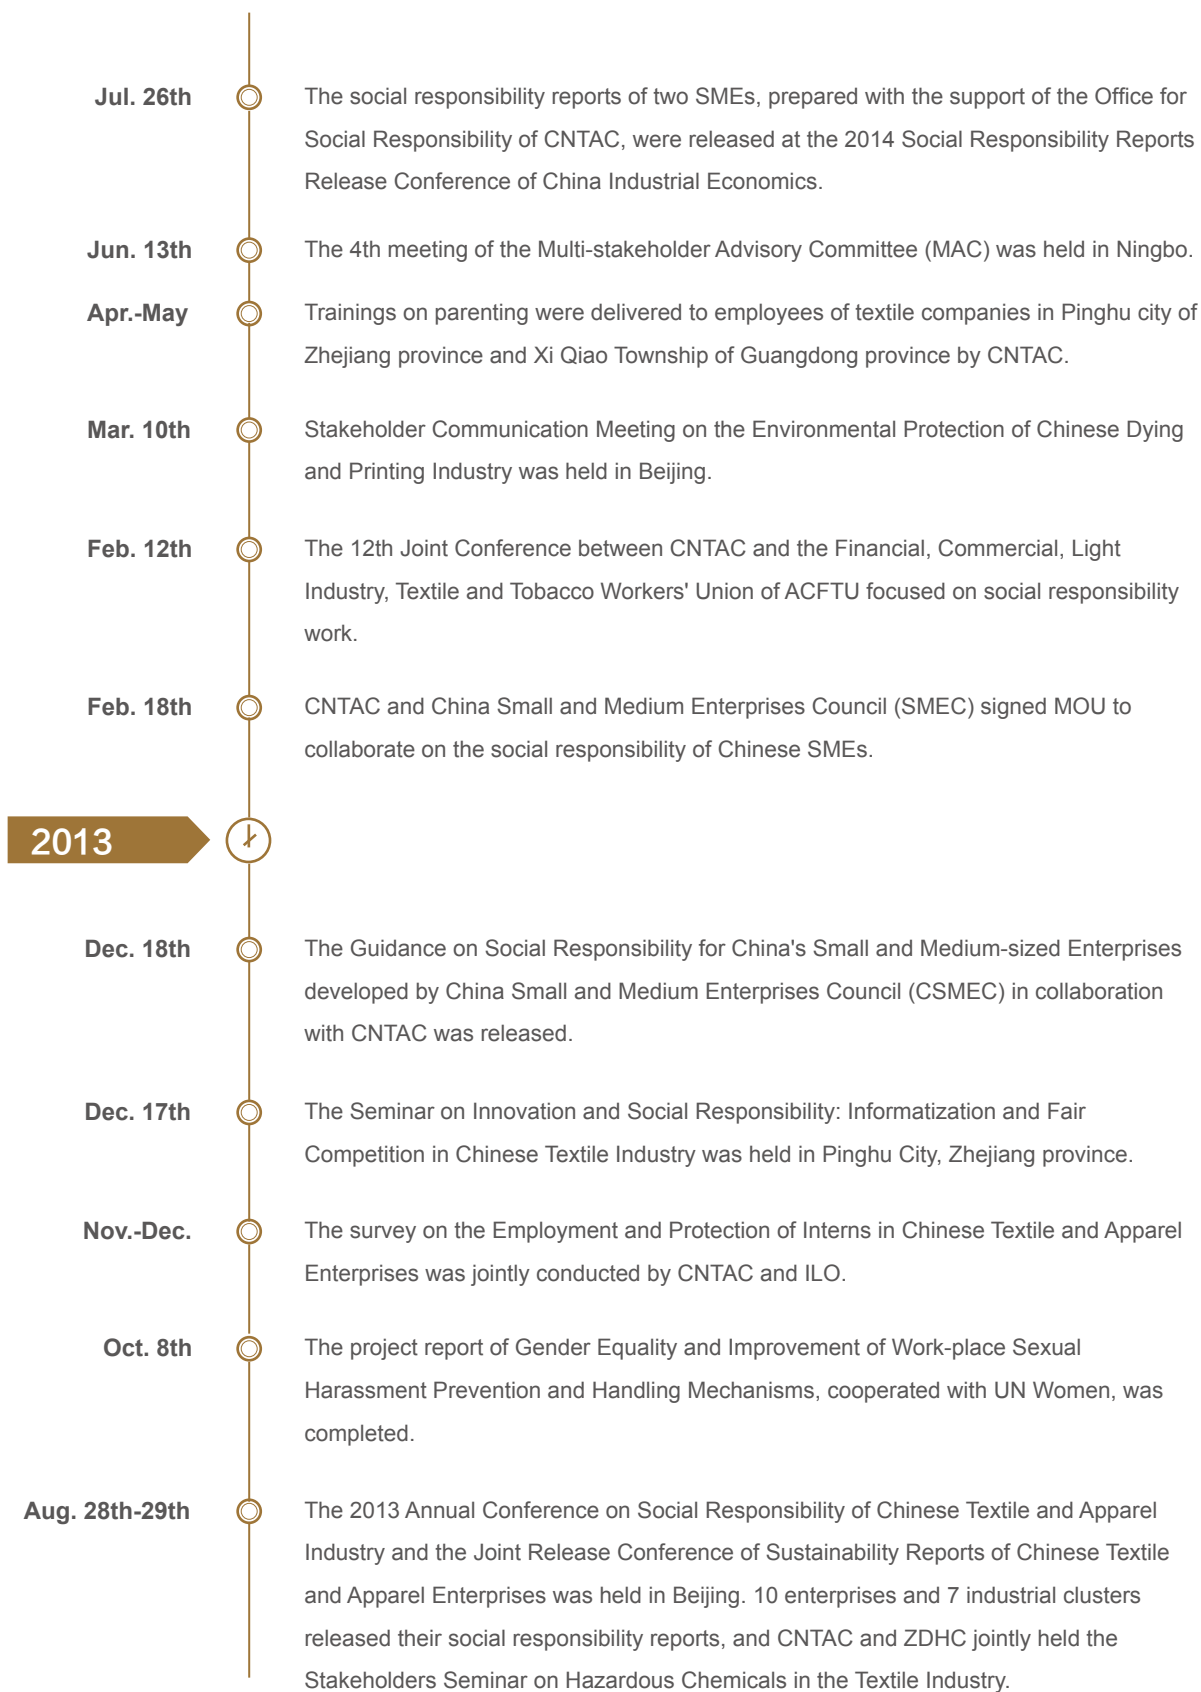 Jul. 26th
The social responsibility reports of two SMEs, prepared with the support of the Office for
Social Responsibility of CNTAC, were released at the 2014 Social Responsibility Reports
Release Conference of China Industrial Economics.
Jun. 13th
The 4th meeting of the Multi-stakeholder Advisory Committee (MAC) was held in Ningbo.
Apr.-May
Trainings on parenting were delivered to employees of textile companies in Pinghu city of
Zhejiang province and Xi Qiao Township of Guangdong province by CNTAC.
Mar. 10th
Stakeholder Communication Meeting on the Environmental Protection of Chinese Dying
and Printing Industry was held in Beijing.
Feb. 12th
The 12th Joint Conference between CNTAC and the Financial, Commercial, Light
Industry, Textile and Tobacco Workers' Union of ACFTU focused on social responsibility
work.
Feb. 18th
CNTAC and China Small and Medium Enterprises Council (SMEC) signed MOU to
collaborate on the social responsibility of Chinese SMEs.
2013
Dec. 18th
The Guidance on Social Responsibility for China's Small and Medium-sized Enterprises
developed by China Small and Medium Enterprises Council (CSMEC) in collaboration
with CNTAC was released.
Dec. 17th
The Seminar on Innovation and Social Responsibility: Informatization and Fair
Competition in Chinese Textile Industry was held in Pinghu City, Zhejiang province.
Nov.-Dec.
The survey on the Employment and Protection of Interns in Chinese Textile and Apparel
Enterprises was jointly conducted by CNTAC and ILO.
Oct. 8th
The project report of Gender Equality and Improvement of Work-place Sexual
Harassment Prevention and Handling Mechanisms, cooperated with UN Women, was
completed.
Aug. 28th-29th
The 2013 Annual Conference on Social Responsibility of Chinese Textile and Apparel
Industry and the Joint Release Conference of Sustainability Reports of Chinese Textile
and Apparel Enterprises was held in Beijing. 10 enterprises and 7 industrial clusters
released their social responsibility reports, and CNTAC and ZDHC jointly held the
Stakeholders Seminar on Hazardous Chemicals in the Textile Industry.